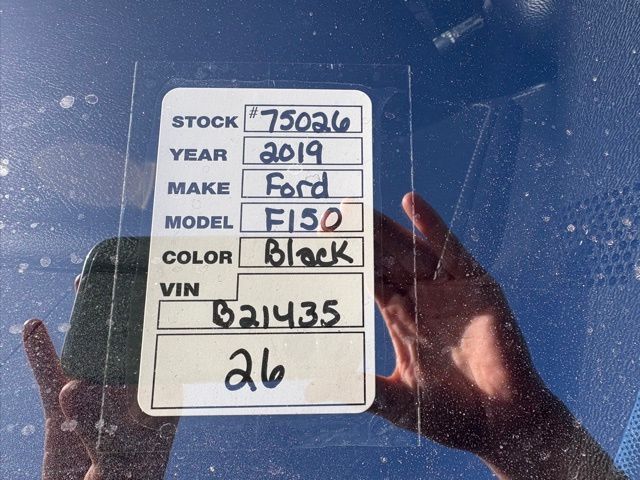 STOCK #75026
YEAR 2019
MAKE Ford
MODEL F150
COLOR Black
VIN
B21435
26